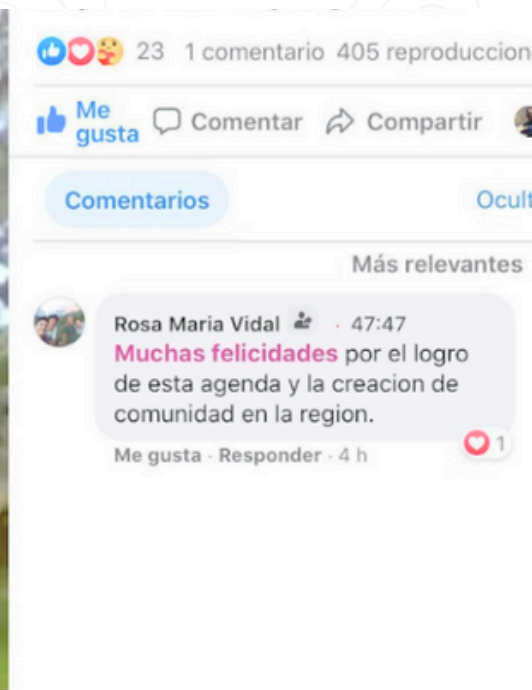 23 1 comentario 405 reproduccion
Me gusta Comentar Compartir
Comentarios Ocult
Más relevantes
Rosa Maria Vidal · 47:47
Muchas felicidades por el logro
de esta agenda y la creacion de
comunidad en la region.
Me gusta · Responder · 4 h
1